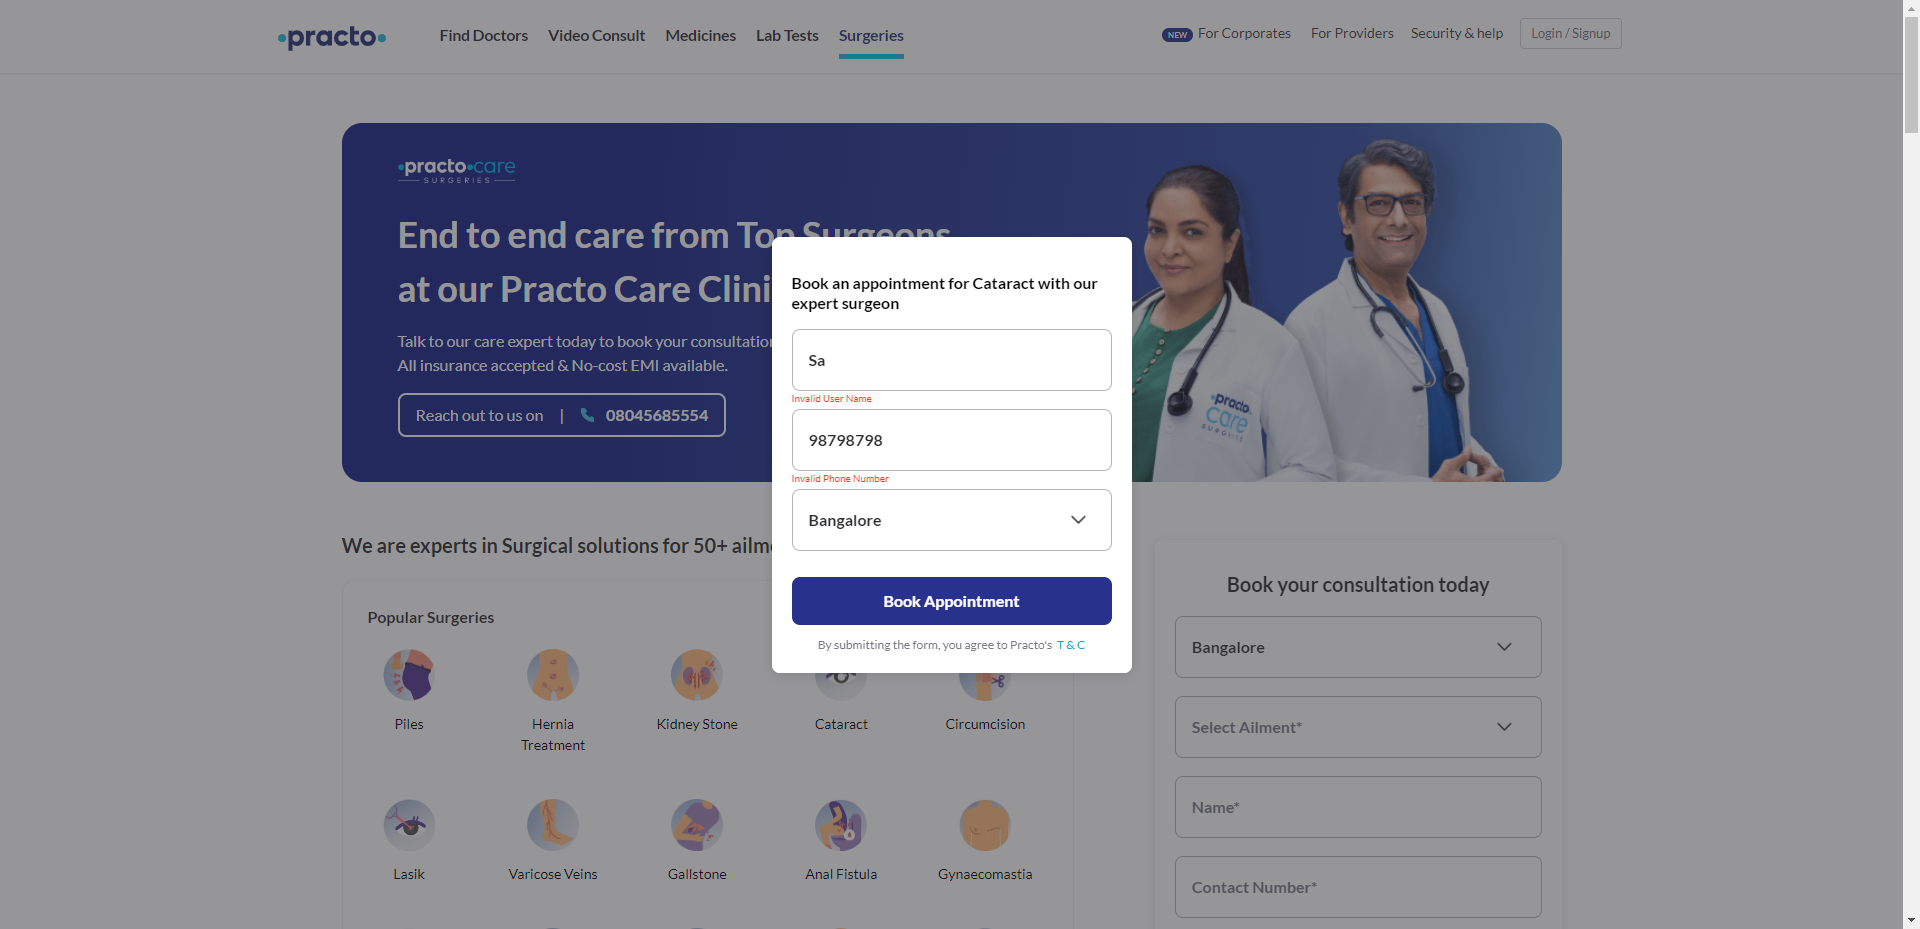 practo
Find Doctors
Video Consult
Medicines
Lab Tests
Surgeries
NEW For Corporates
For Providers
Security & help
Login / Signup
practo care
SURGERIES
End to end care from Top Surgeons
at our Practo Care Clini
Talk to our care expert today to book your consultation
All insurance accepted & No-cost EMI available.
Reach out to us on | 08045685554
practo
care
SURGERIES
Book an appointment for Cataract with our
expert surgeon
Sa
Invalid User Name
98798798
Invalid Phone Number
Bangalore
Book Appointment
By submitting the form, you agree to Practo's T & C
We are experts in Surgical solutions for 50+
Popular Surgeries
Piles
Hernia
Treatment
Kidney Stone
Cataract
Circumcision
Lasik
Varicose Veins
Gallstone
Anal Fistula
Gynaecomastia
Book your consultation today
Bangalore
Select Ailment*
Name*
Contact Number*